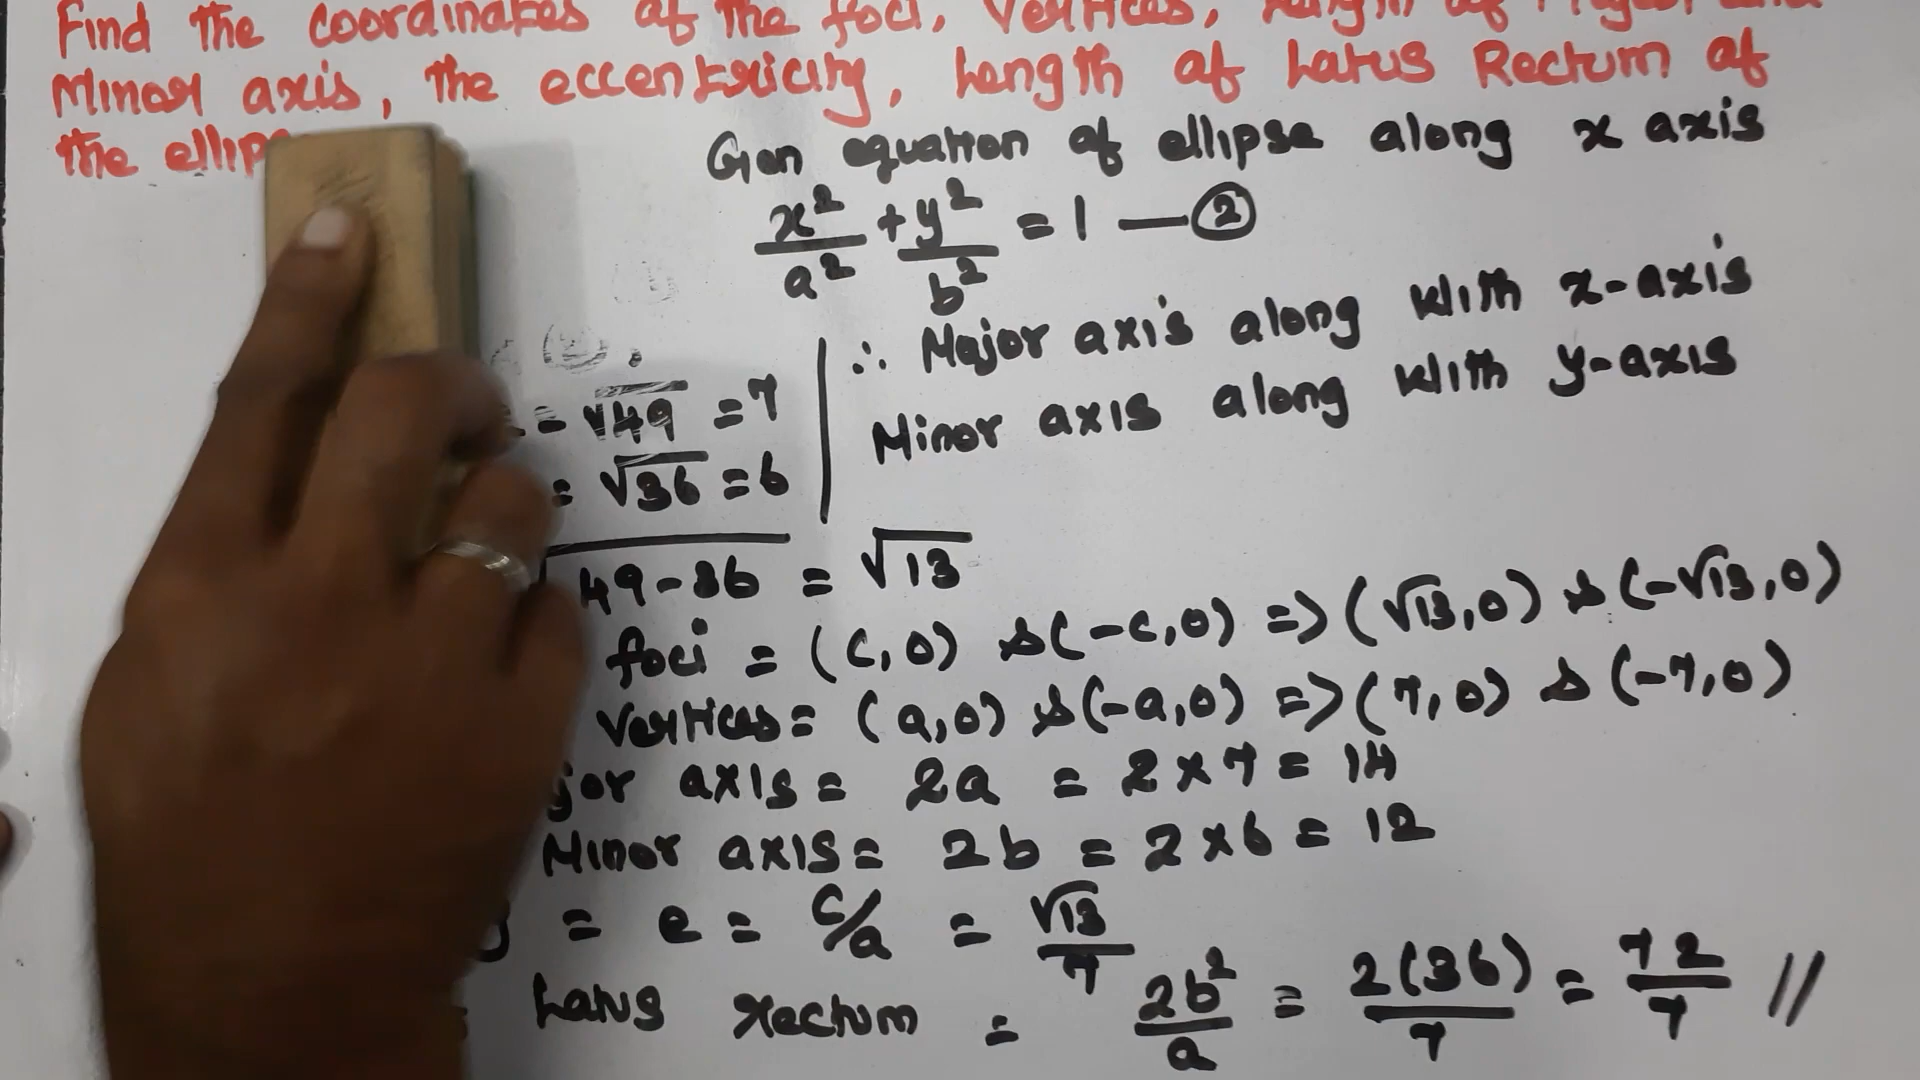 Find the coordinates of the foci, Vertices, length of Major and
Minor axis, the eccentricity, Length of Latus Rectum of
the ellip
Gen equation of ellipse along x axis
x²/a² + y²/b² = 1 — ②
= √49 = 7
= √36 = 6
∴ Major axis along with x-axis
Minor axis along with y-axis
√49-36 = √13
foci = (c,0) & (-c,0) => (√13,0) & (-√13,0)
Vertices = (a,0) & (-a,0) => (7,0) & (-7,0)
jor axis = 2a = 2×7 = 14
Minor axis = 2b = 2×6 = 12
= e = c/a = √13/7
Latus rectum = 2b²/a = 2(36)/7 = 72/7 //